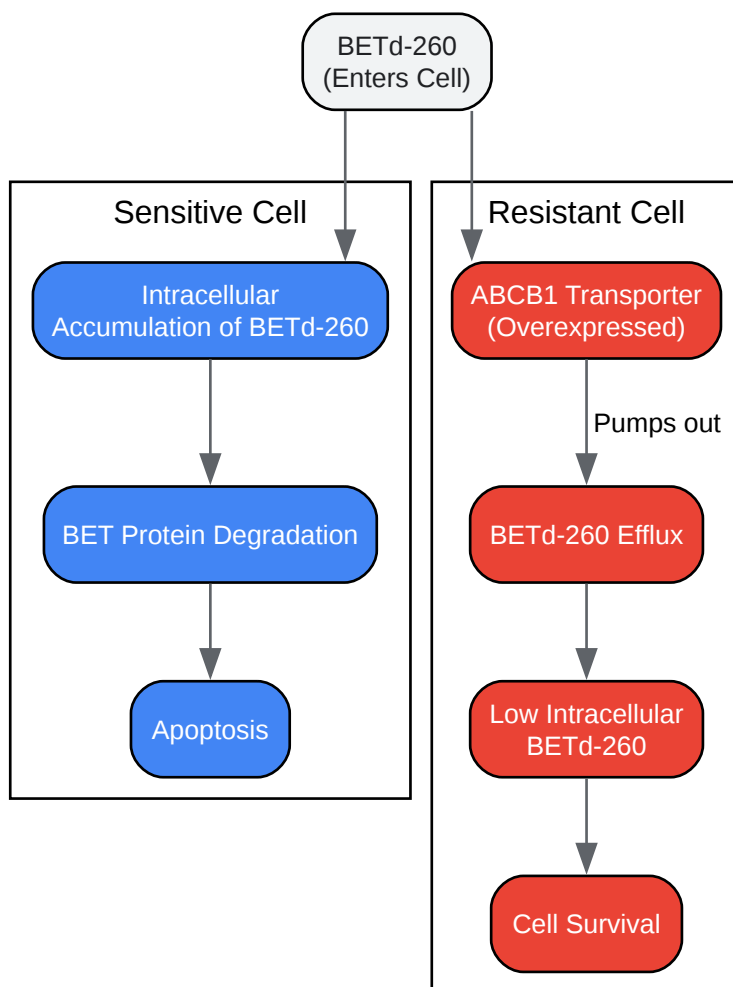 BETd-260
(Enters Cell)
Sensitive Cell
Intracellular
Accumulation of BETd-260
BET Protein Degradation
Apoptosis
Resistant Cell
ABCB1 Transporter
(Overexpressed)
Pumps out
BETd-260 Efflux
Low Intracellular
BETd-260
Cell Survival